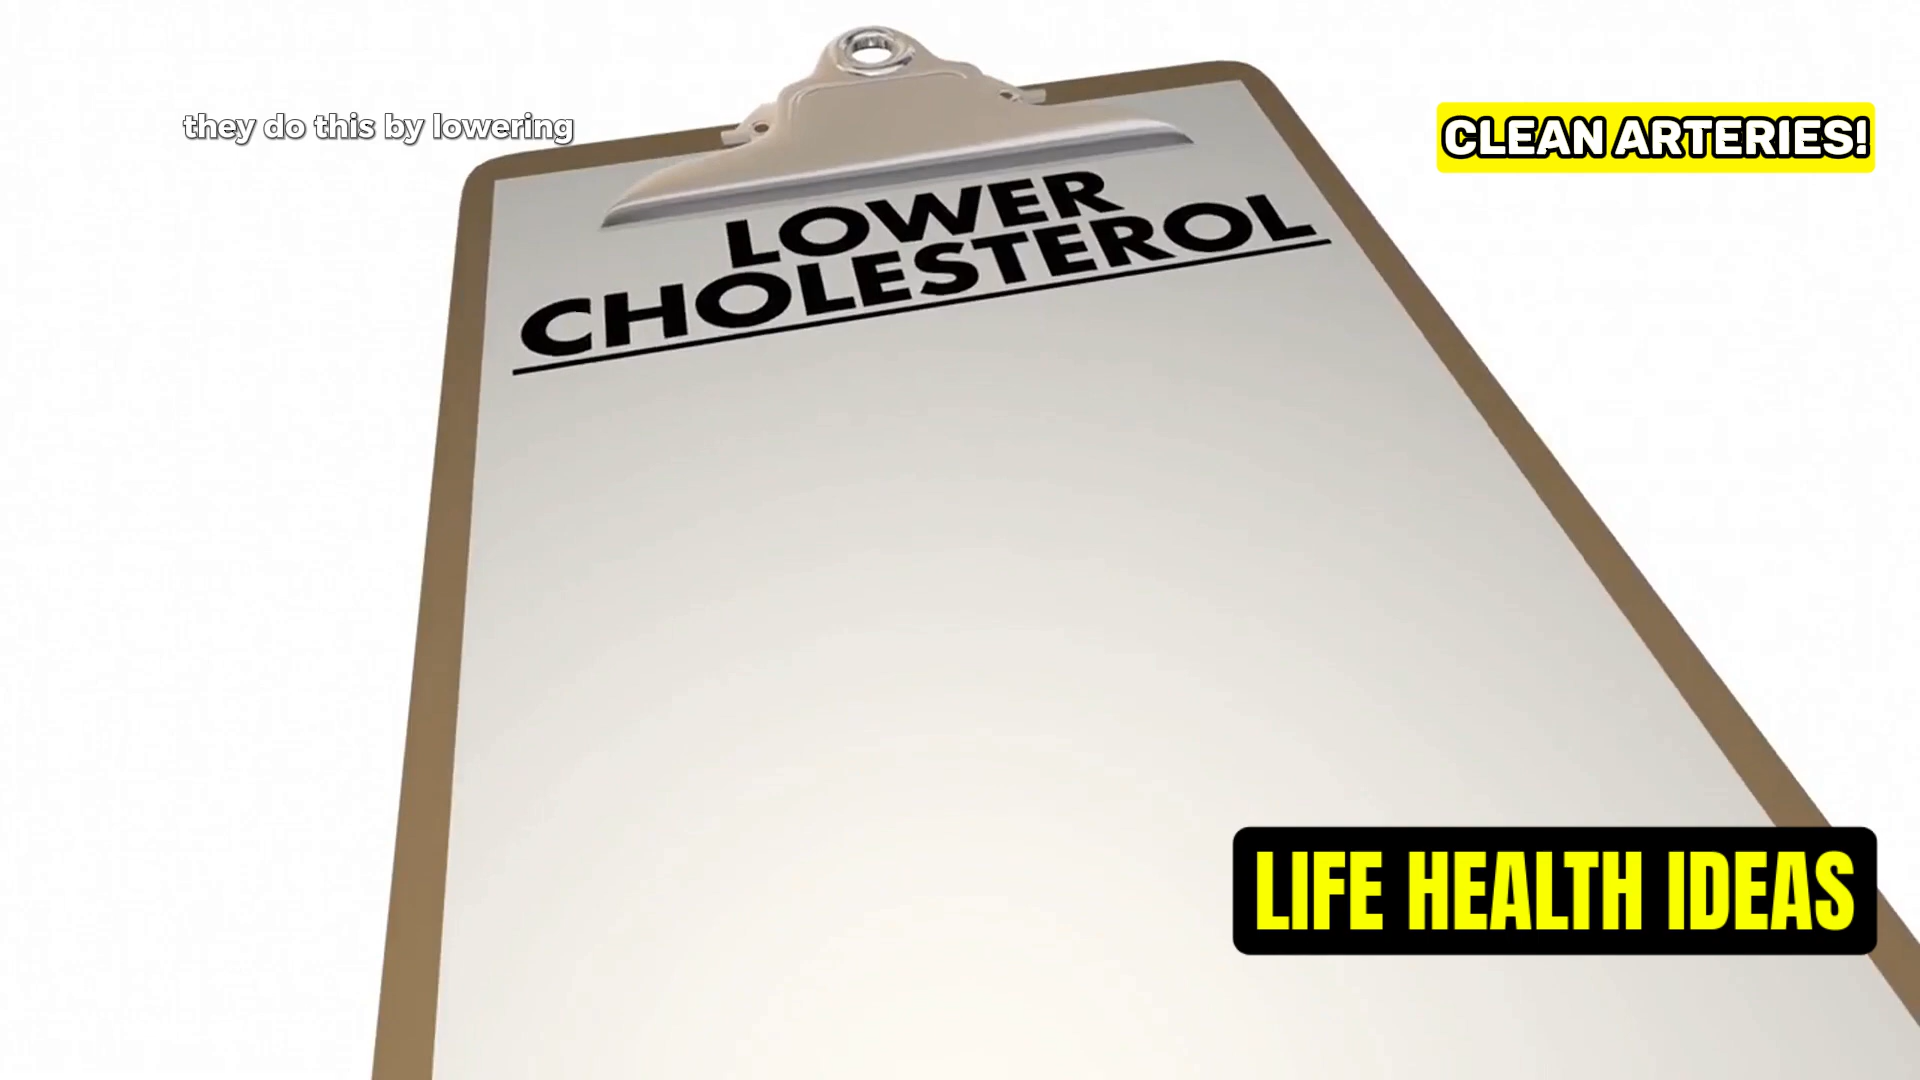 they do this by lowering
CLEAN ARTERIES!
LOWER
CHOLESTEROL
LIFE HEALTH IDEAS